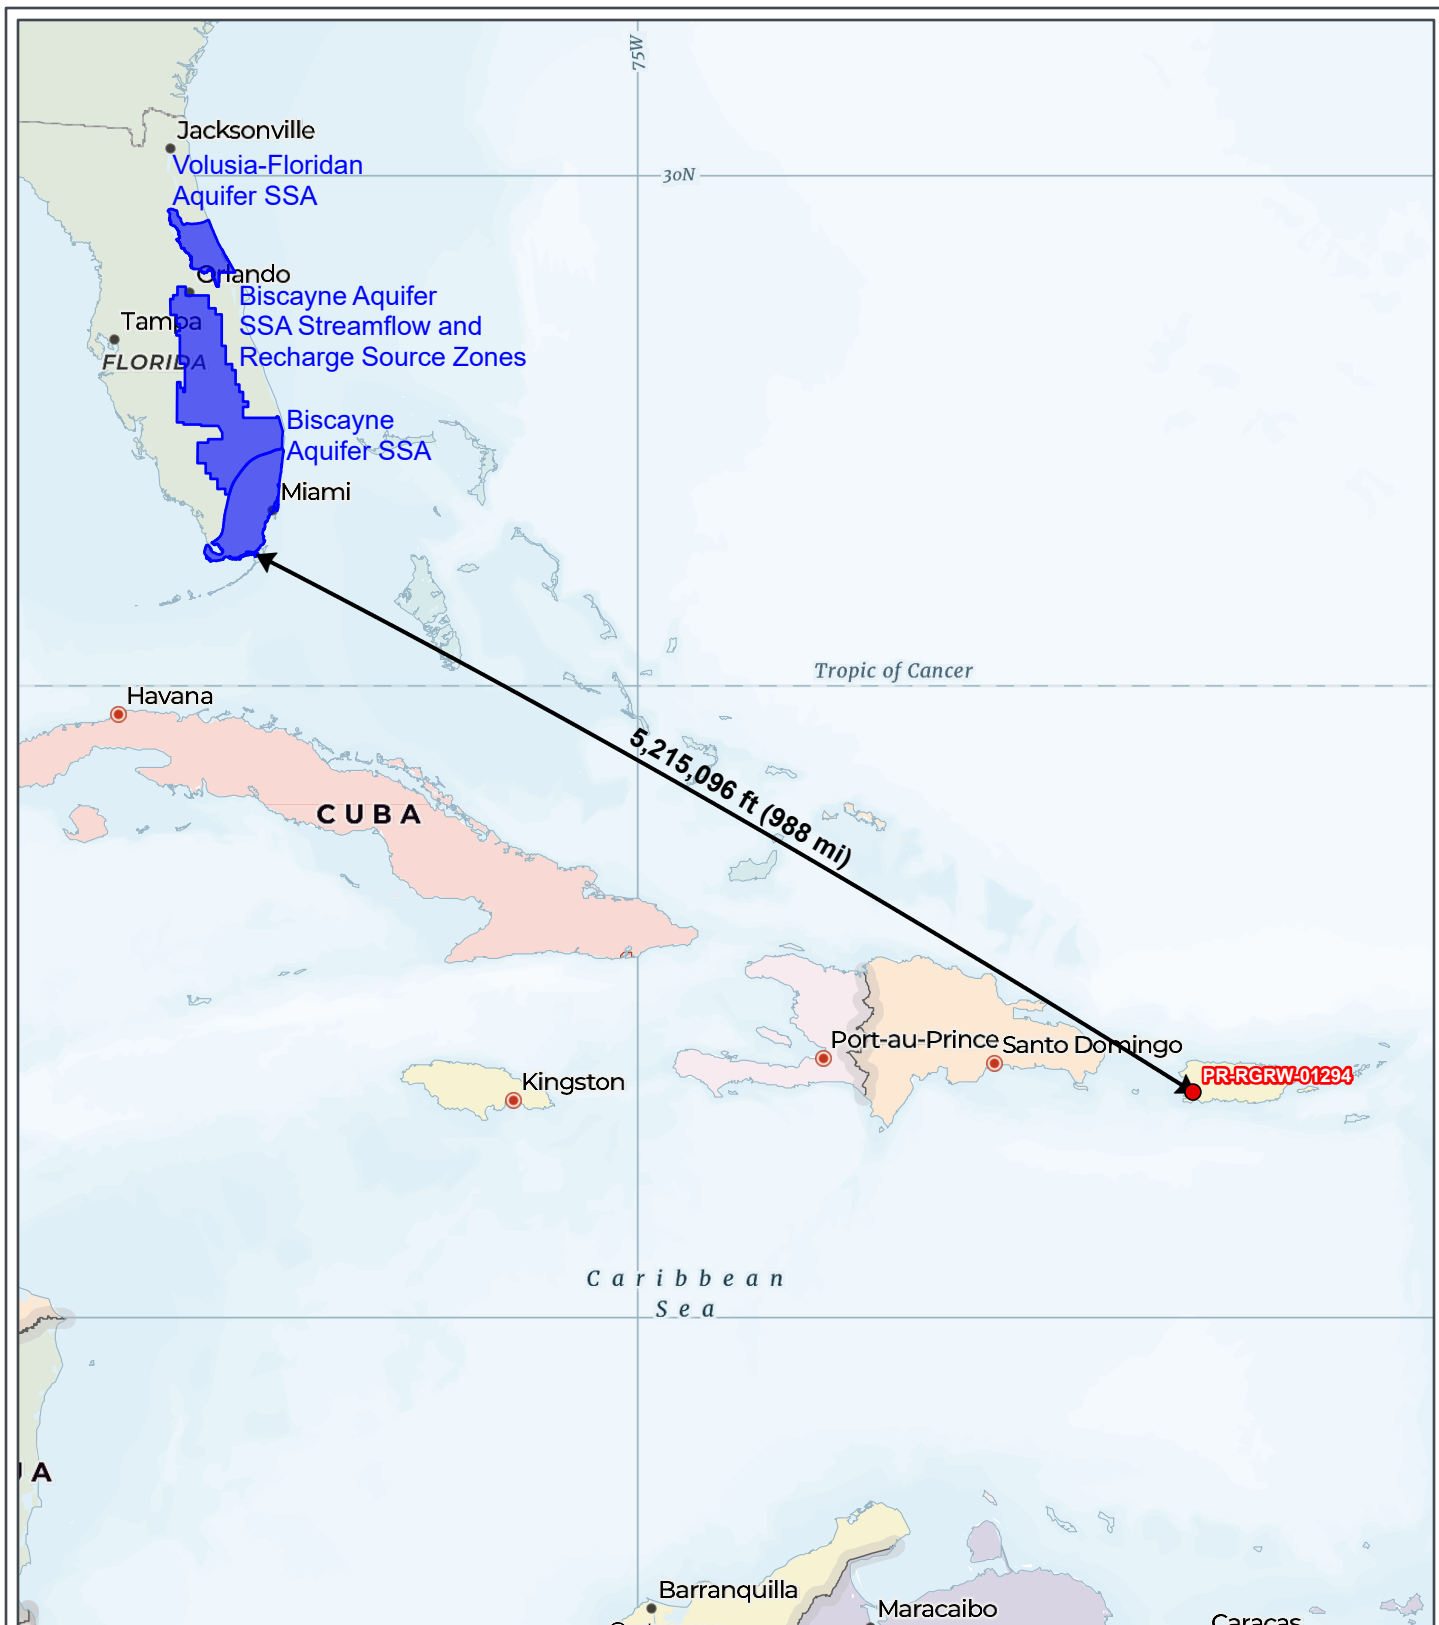 75W
Jacksonville
Volusia-Floridan
Aquifer SSA
30N
Orlando
Biscayne Aquifer
SSA Streamflow and
Recharge Source Zones
Tampa
FLORIDA
Biscayne
Aquifer SSA
Miami
Tropic of Cancer
Havana
5,215,096 ft (988 mi)
CUBA
Port-au-Prince
Santo Domingo
PR-RGRW-01294
Kingston
Caribbean
Sea
A
Barranquilla
Maracaibo
Caracas